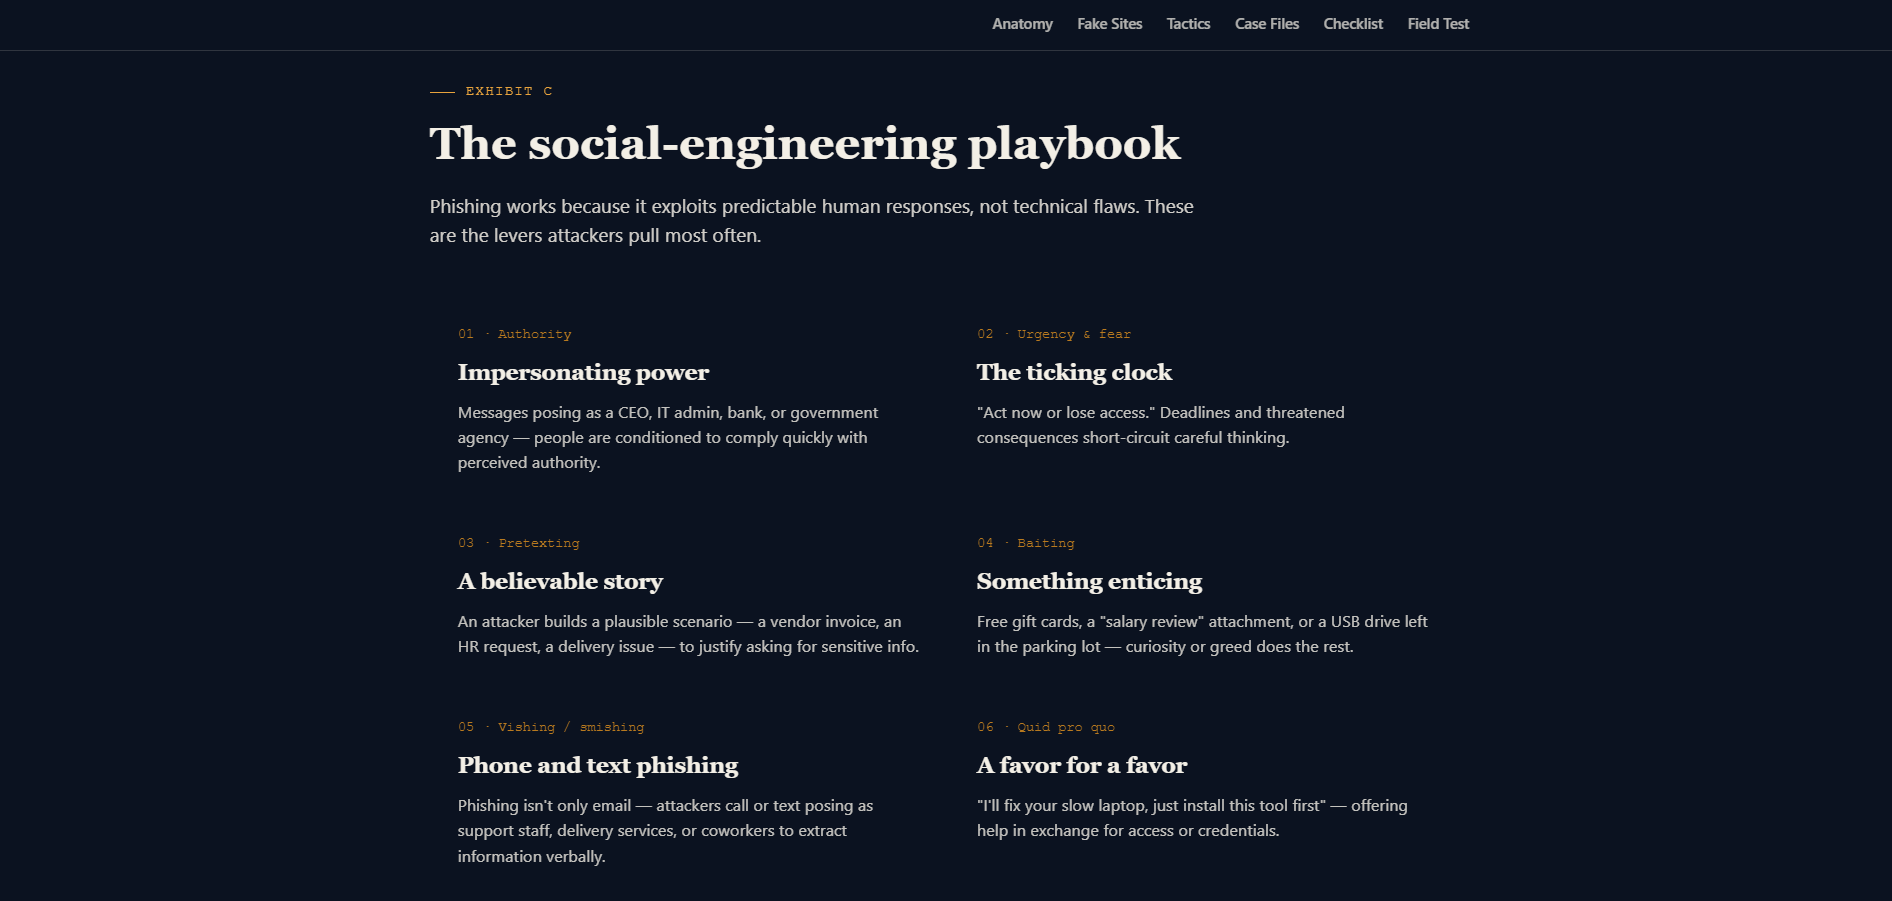 Anatomy Fake Sites Tactics Case Files Checklist Field Test
EXHIBIT C
The social-engineering playbook
Phishing works because it exploits predictable human responses, not technical flaws. These
are the levers attackers pull most often.
01 · Authority
Impersonating power
Messages posing as a CEO, IT admin, bank, or government
agency — people are conditioned to comply quickly with
perceived authority.
02 · Urgency & fear
The ticking clock
"Act now or lose access." Deadlines and threatened
consequences short-circuit careful thinking.
03 · Pretexting
A believable story
An attacker builds a plausible scenario — a vendor invoice, an
HR request, a delivery issue — to justify asking for sensitive info.
04 · Baiting
Something enticing
Free gift cards, a "salary review" attachment, or a USB drive left
in the parking lot — curiosity or greed does the rest.
05 · Vishing / smishing
Phone and text phishing
Phishing isn't only email — attackers call or text posing as
support staff, delivery services, or coworkers to extract
information verbally.
06 · Quid pro quo
A favor for a favor
"I'll fix your slow laptop, just install this tool first" — offering
help in exchange for access or credentials.